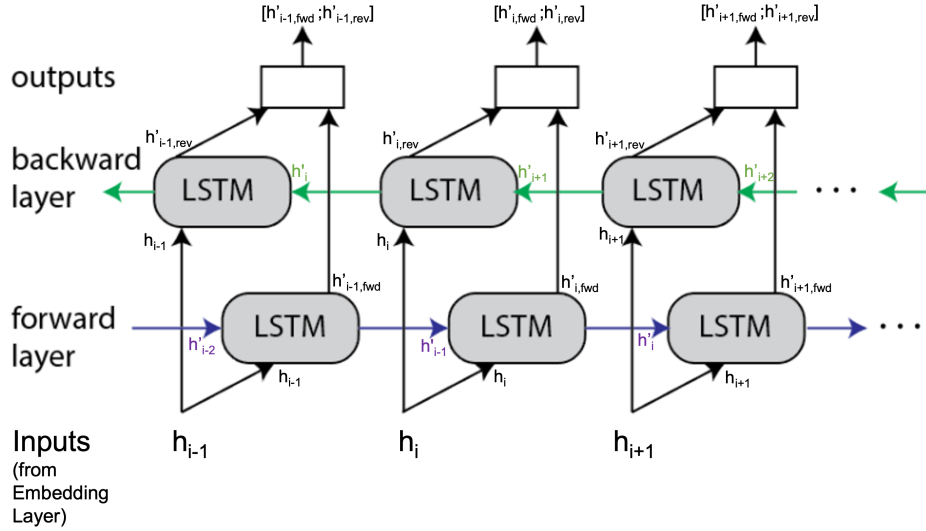 [h'i-1,fwd ;h'i-1,rev] [h'i,fwd ;h'i,rev] [h'i+1,fwd ;h'i+1,rev]
outputs
h'i-1,rev h'i,rev h'i+1,rev
backward
layer
LSTM h'i LSTM h'i+1 LSTM h'i+2 ...
hi-1 hi hi+1
h'i-1,fwd h'i,fwd h'i+1,fwd
forward
layer
LSTM LSTM LSTM ...
h'i-2 h'i-1 h'i
hi-1 hi hi+1
Inputs hi-1 hi hi+1
(from
Embedding
Layer)